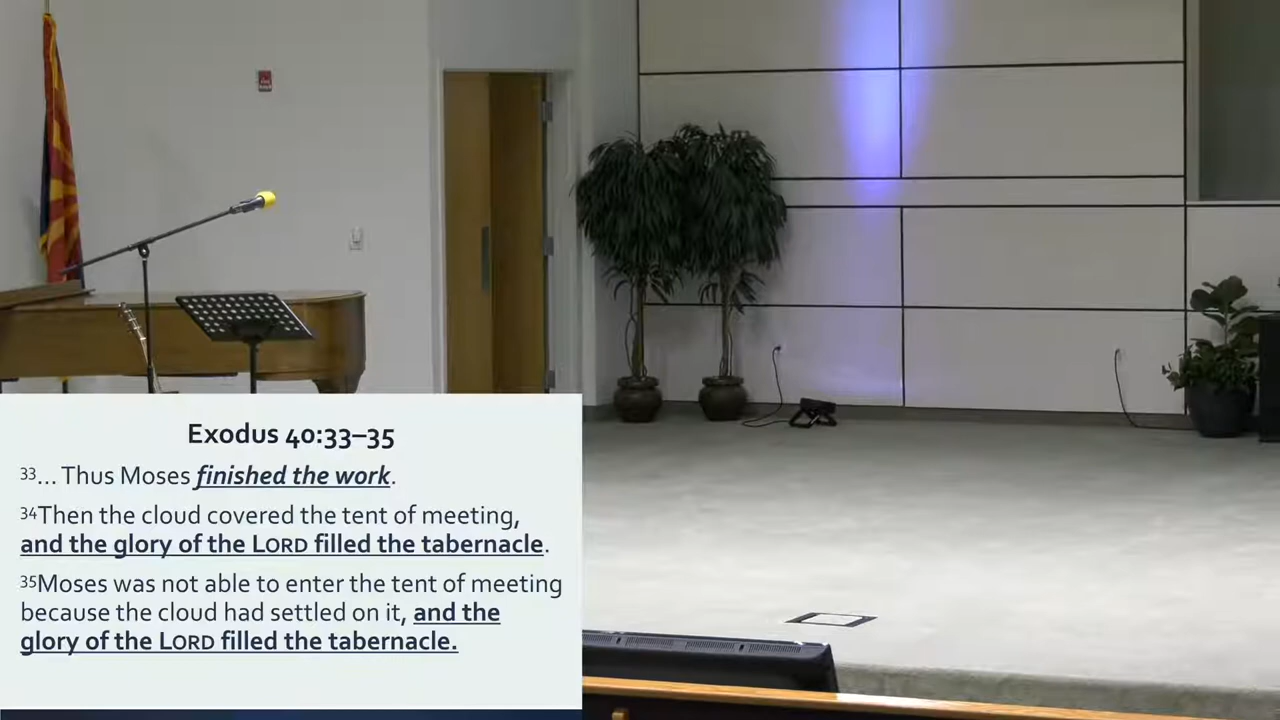 Exodus 40:33–35
33... Thus Moses finished the work.
34Then the cloud covered the tent of meeting,
and the glory of the LORD filled the tabernacle.
35Moses was not able to enter the tent of meeting
because the cloud had settled on it, and the
glory of the LORD filled the tabernacle.